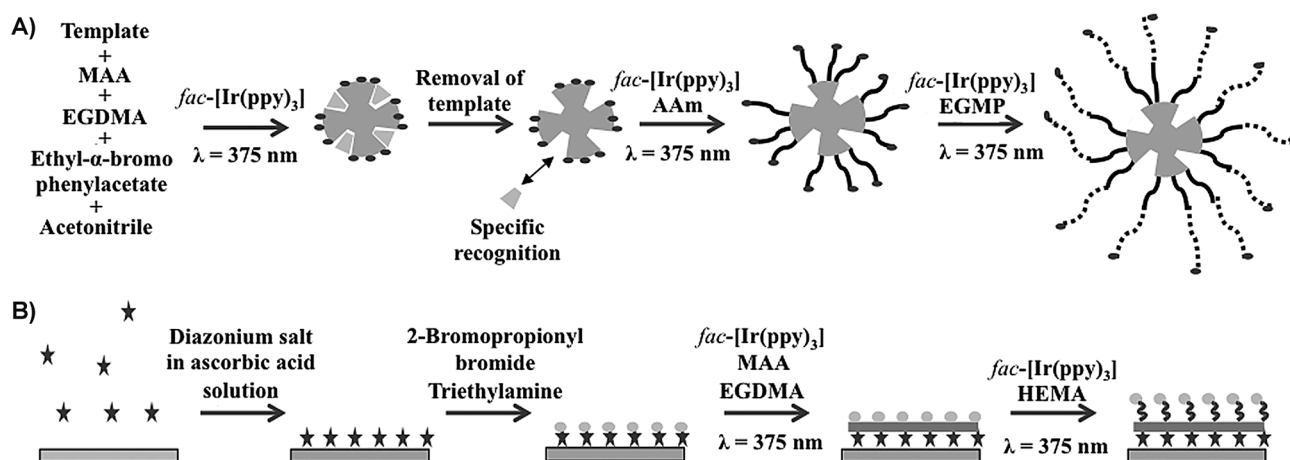 A)
Template
+
MAA
+
EGDMA
+
Ethyl-α-bromo
phenylacetate
+
Acetonitrile
fac-[Ir(ppy)3]
λ = 375 nm
Removal of
template
Specific
recognition
fac-[Ir(ppy)3]
AAm
λ = 375 nm
fac-[Ir(ppy)3]
EGMP
λ = 375 nm
B)
Diazonium salt
in ascorbic acid
solution
2-Bromopropionyl
bromide
Triethylamine
fac-[Ir(ppy)3]
MAA
EGDMA
λ = 375 nm
fac-[Ir(ppy)3]
HEMA
λ = 375 nm